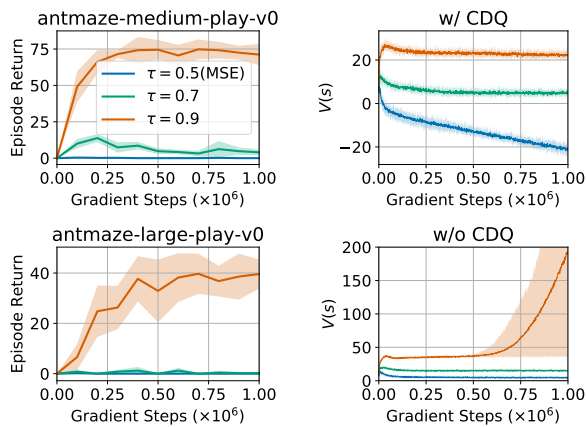 antmaze-medium-play-v0
Episode Return
75
50
25
0
τ = 0.5(MSE)
τ = 0.7
τ = 0.9
0.00 0.25 0.50 0.75 1.00
Gradient Steps (×10⁶)
w/ CDQ
V(s)
20
0
−20
0.00 0.25 0.50 0.75 1.00
Gradient Steps (×10⁶)
antmaze-large-play-v0
Episode Return
40
20
0
0.00 0.25 0.50 0.75 1.00
Gradient Steps (×10⁶)
w/o CDQ
V(s)
200
150
100
50
0
0.00 0.25 0.50 0.75 1.00
Gradient Steps (×10⁶)